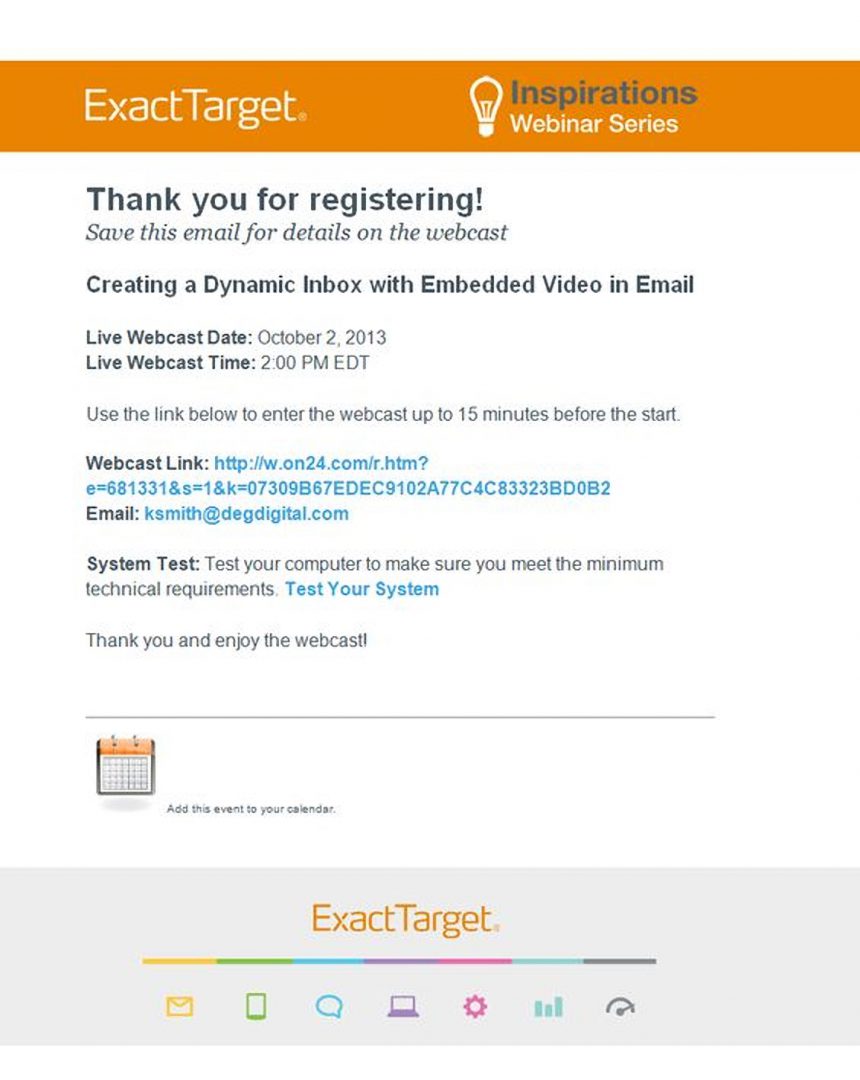 ExactTarget®
Inspirations
Webinar Series
Thank you for registering!
Save this email for details on the webcast
Creating a Dynamic Inbox with Embedded Video in Email
Live Webcast Date: October 2, 2013
Live Webcast Time: 2:00 PM EDT
Use the link below to enter the webcast up to 15 minutes before the start.
Webcast Link: http://w.on24.com/r.htm?
e=681331&s=1&k=07309B67EDEC9102A77C4C83323BD0B2
Email: ksmith@degdigital.com
System Test: Test your computer to make sure you meet the minimum
technical requirements. Test Your System
Thank you and enjoy the webcast!
Add this event to your calendar.
ExactTarget®